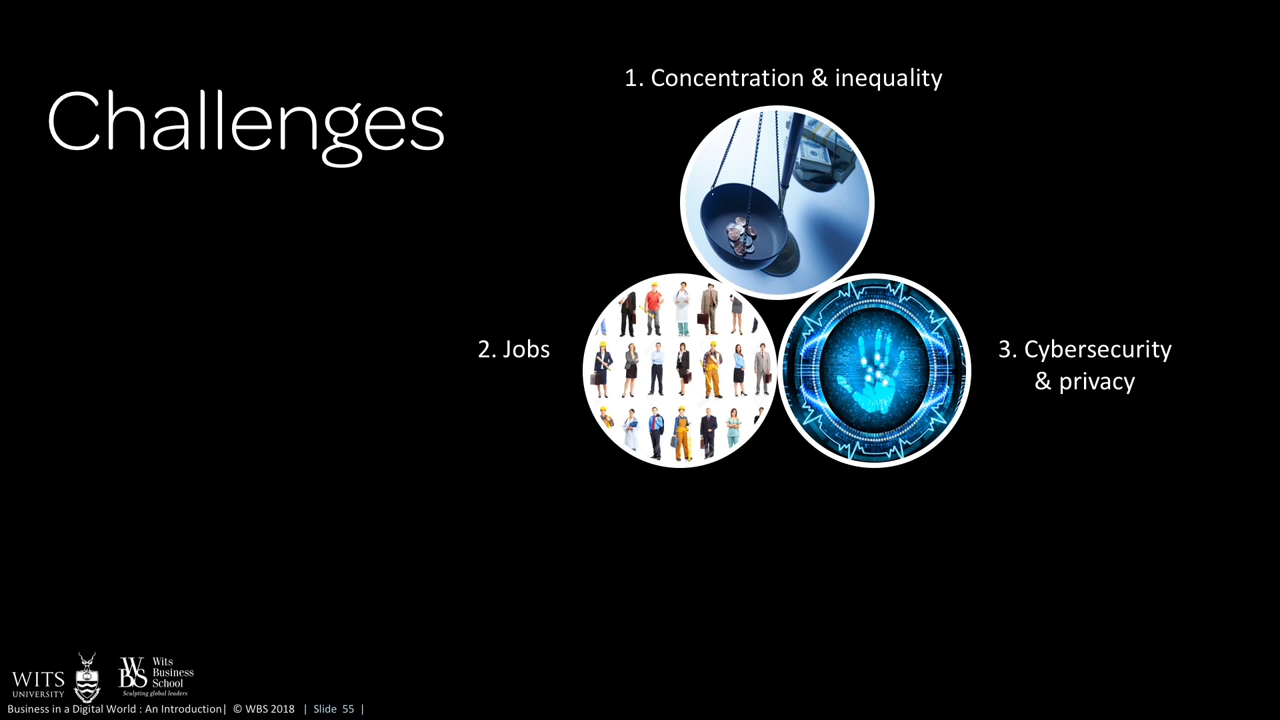 Challenges
1. Concentration & inequality
2. Jobs
3. Cybersecurity
& privacy
WITS
UNIVERSITY
WBS
Wits
Business
School
Sculpting global leaders
Business in a Digital World : An Introduction| © WBS 2018 | Slide 55 |